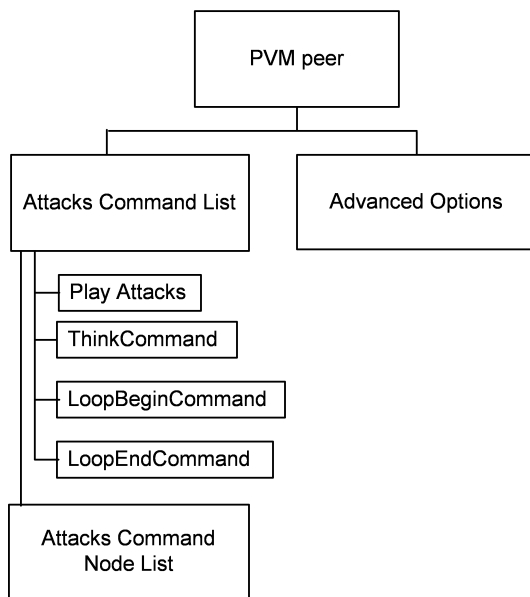 PVM peer
Attacks Command List
Advanced Options
Play Attacks
ThinkCommand
LoopBeginCommand
LoopEndCommand
Attacks Command
Node List